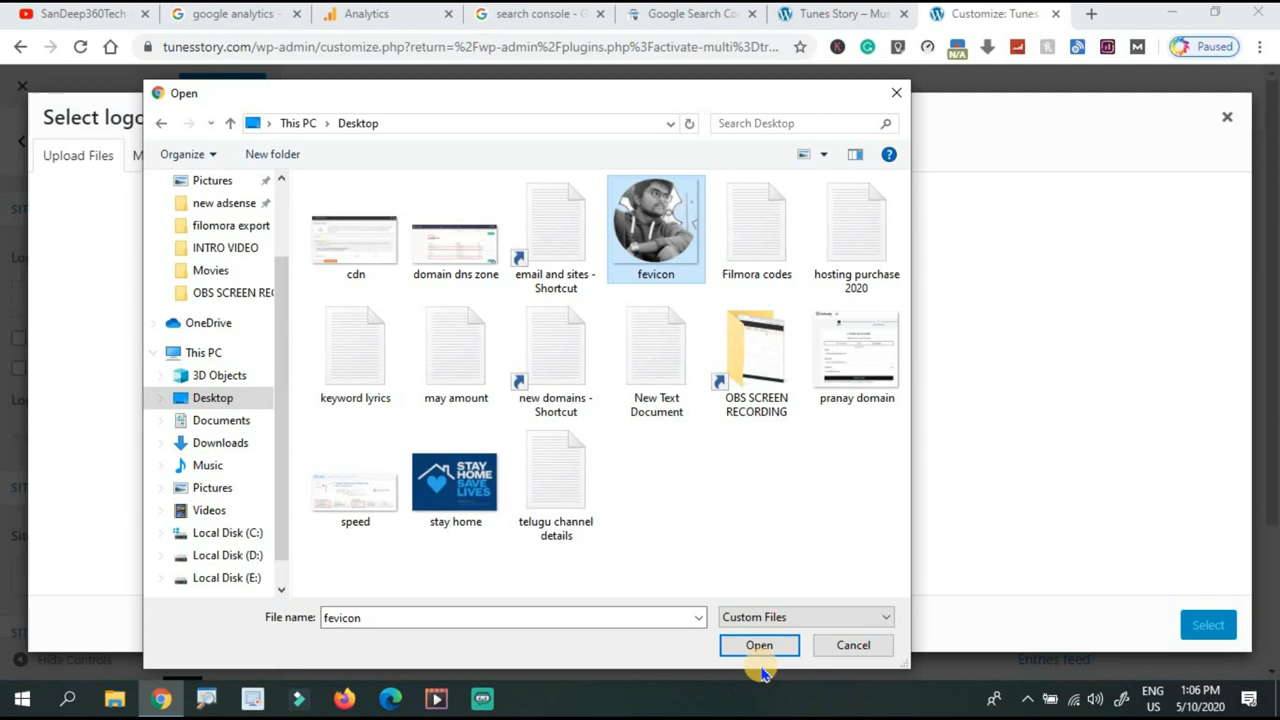 SanDeep360Tech -
google analytics -
Analytics
search console - G
Google Search Co
Tunes Story – Mus
Customize: Tunes
tunesstory.com/wp-admin/customize.php?return=%2Fwp-admin%2Fplugins.php%3Factivate-multi%3Dtr...
N/A
Paused
Open
Select logo
This PC
Desktop
Search Desktop
Upload Files
M
Organize
New folder
Pictures
new adsense
filomora export
INTRO VIDEO
Movies
OBS SCREEN REC
OneDrive
This PC
3D Objects
Desktop
Documents
Downloads
Music
Pictures
Videos
Local Disk (C:)
Local Disk (D:)
Local Disk (E:)
cdn
domain dns zone
email and sites -
Shortcut
fevicon
Filmora codes
hosting purchase
2020
keyword lyrics
may amount
new domains -
Shortcut
New Text
Document
OBS SCREEN
RECORDING
pranay domain
STAY
HOME
SAVE
LIVES
speed
stay home
telugu channel
details
File name:
fevicon
Custom Files
Open
Cancel
Select
Hide Controls
Entries feed
ENG
US
1:06 PM
5/10/2020